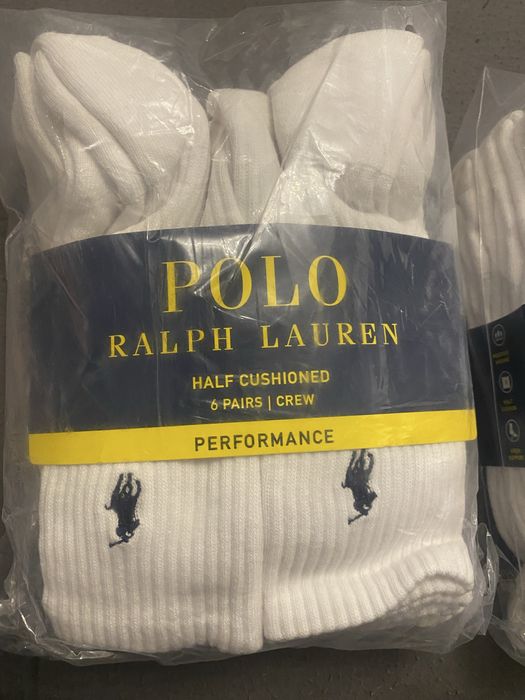 POLO
RALPH LAUREN
HALF CUSHIONED
6 PAIRS | CREW
PERFORMANCE